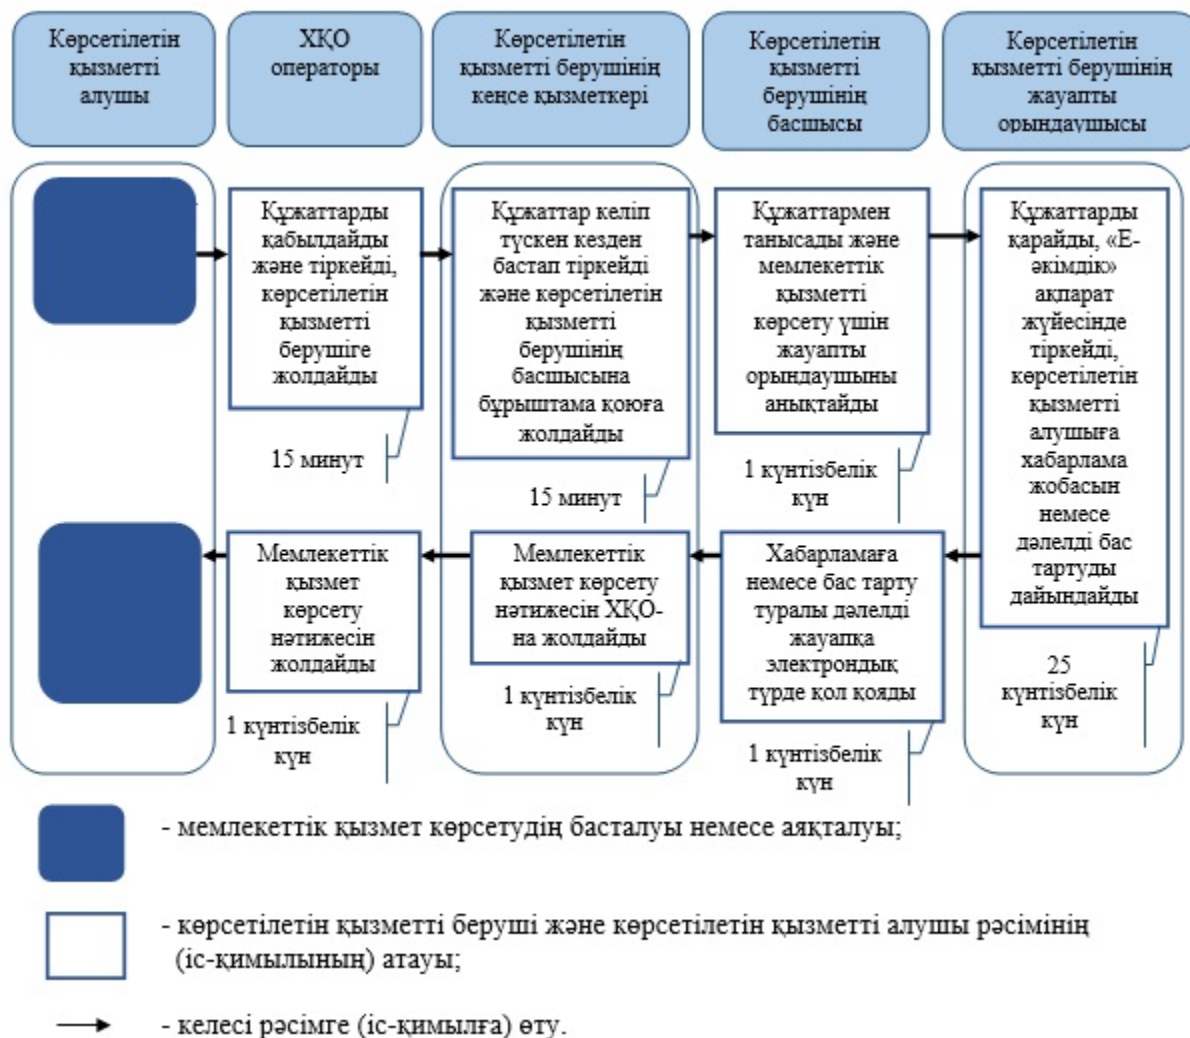 Көрсетілетін
қызметті
алушы
ХҚО
операторы
Көрсетілетін
қызметті берушінің
кеңсе қызметкері
Көрсетілетін
қызметті
берушінің
басшысы
Көрсетілетін
қызметті берушінің
жауапты
орындаушысы
Құжаттарды
қабылдайды
және тіркейді,
көрсетілетін
қызметті
берушіге
жолдайды
15 минут
Құжаттар келіп
түскен кезден
бастап тіркейді
және көрсетілетін
қызметті
берушінің
басшысына
бұрыштама қоюға
жолдайды
15 минут
Құжаттармен
танысады және
мемлекеттік
қызметті
көрсету үшін
жауапты
орындаушыны
анықтайды
1 күнтізбелік
күн
Құжаттарды
қарайды, «Е-
әкімдік»
ақпарат
жүйесінде
тіркейді,
көрсетілетін
қызметті
алушыға
хабарлама
жобасын
немесе
дәлелді бас
тартуды
дайындайды
25
күнтізбелік
күн
Мемлекеттік
қызмет
көрсету
нәтижесін
жолдайды
1 күнтізбелік
күн
Мемлекеттік
қызмет көрсету
нәтижесін ХҚО-
на жолдайды
1 күнтізбелік
күн
Хабарламаға
немесе бас тарту
туралы дәлелді
жауапқа
электрондық
түрде қол қояды
1 күнтізбелік
күн
- мемлекеттік қызмет көрсетудің басталуы немесе аяқталуы;
- көрсетілетін қызметті беруші және көрсетілетін қызметті алушы рәсімінің
(іс-қимылының) атауы;
- келесі рәсімге (іс-қимылға) өту.